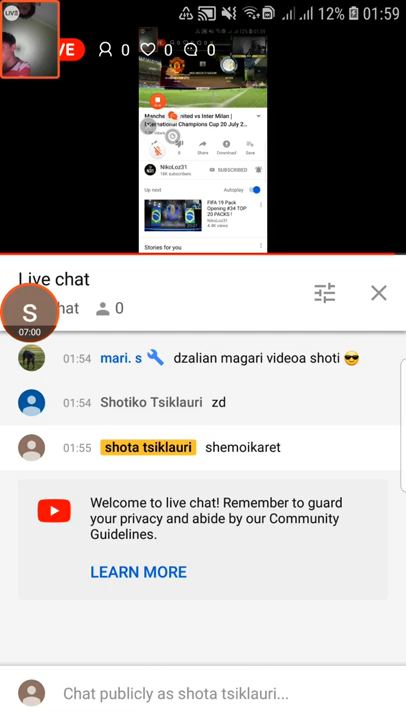 12% 01:59
LIVE
VE 0 0 0
Manche nited vs Inter Milan |
International Champions Cup 20 July 2...
Share Download Save
NikoLoz31
SUBSCRIBED
Up next Autoplay
FIFA 19 Pack
Opening #34 TOP
20 PACKS!
NikoLoz31
Stories for you
Live chat
hat 0
S
07:00
01:54 mari. s dzalian magari videoa shoti 😎
01:54 Shotiko Tsiklauri zd
01:55 shota tsiklauri shemoikaret
Welcome to live chat! Remember to guard
your privacy and abide by our Community
Guidelines.
LEARN MORE
Chat publicly as shota tsiklauri...